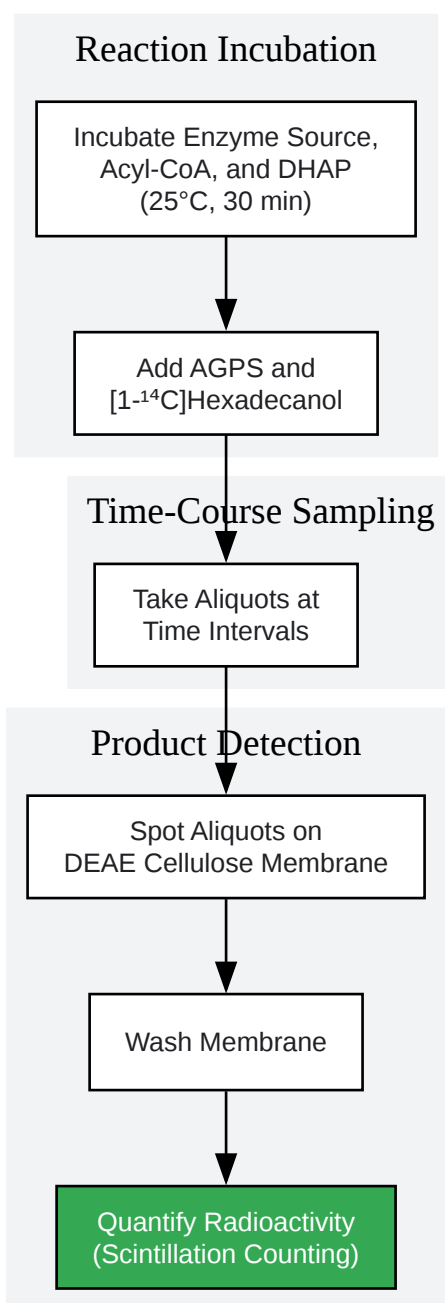 Reaction Incubation
Incubate Enzyme Source,
Acyl-CoA, and DHAP
(25°C, 30 min)
Add AGPS and
[1-¹⁴C]Hexadecanol
Time-Course Sampling
Take Aliquots at
Time Intervals
Product Detection
Spot Aliquots on
DEAE Cellulose Membrane
Wash Membrane
Quantify Radioactivity
(Scintillation Counting)